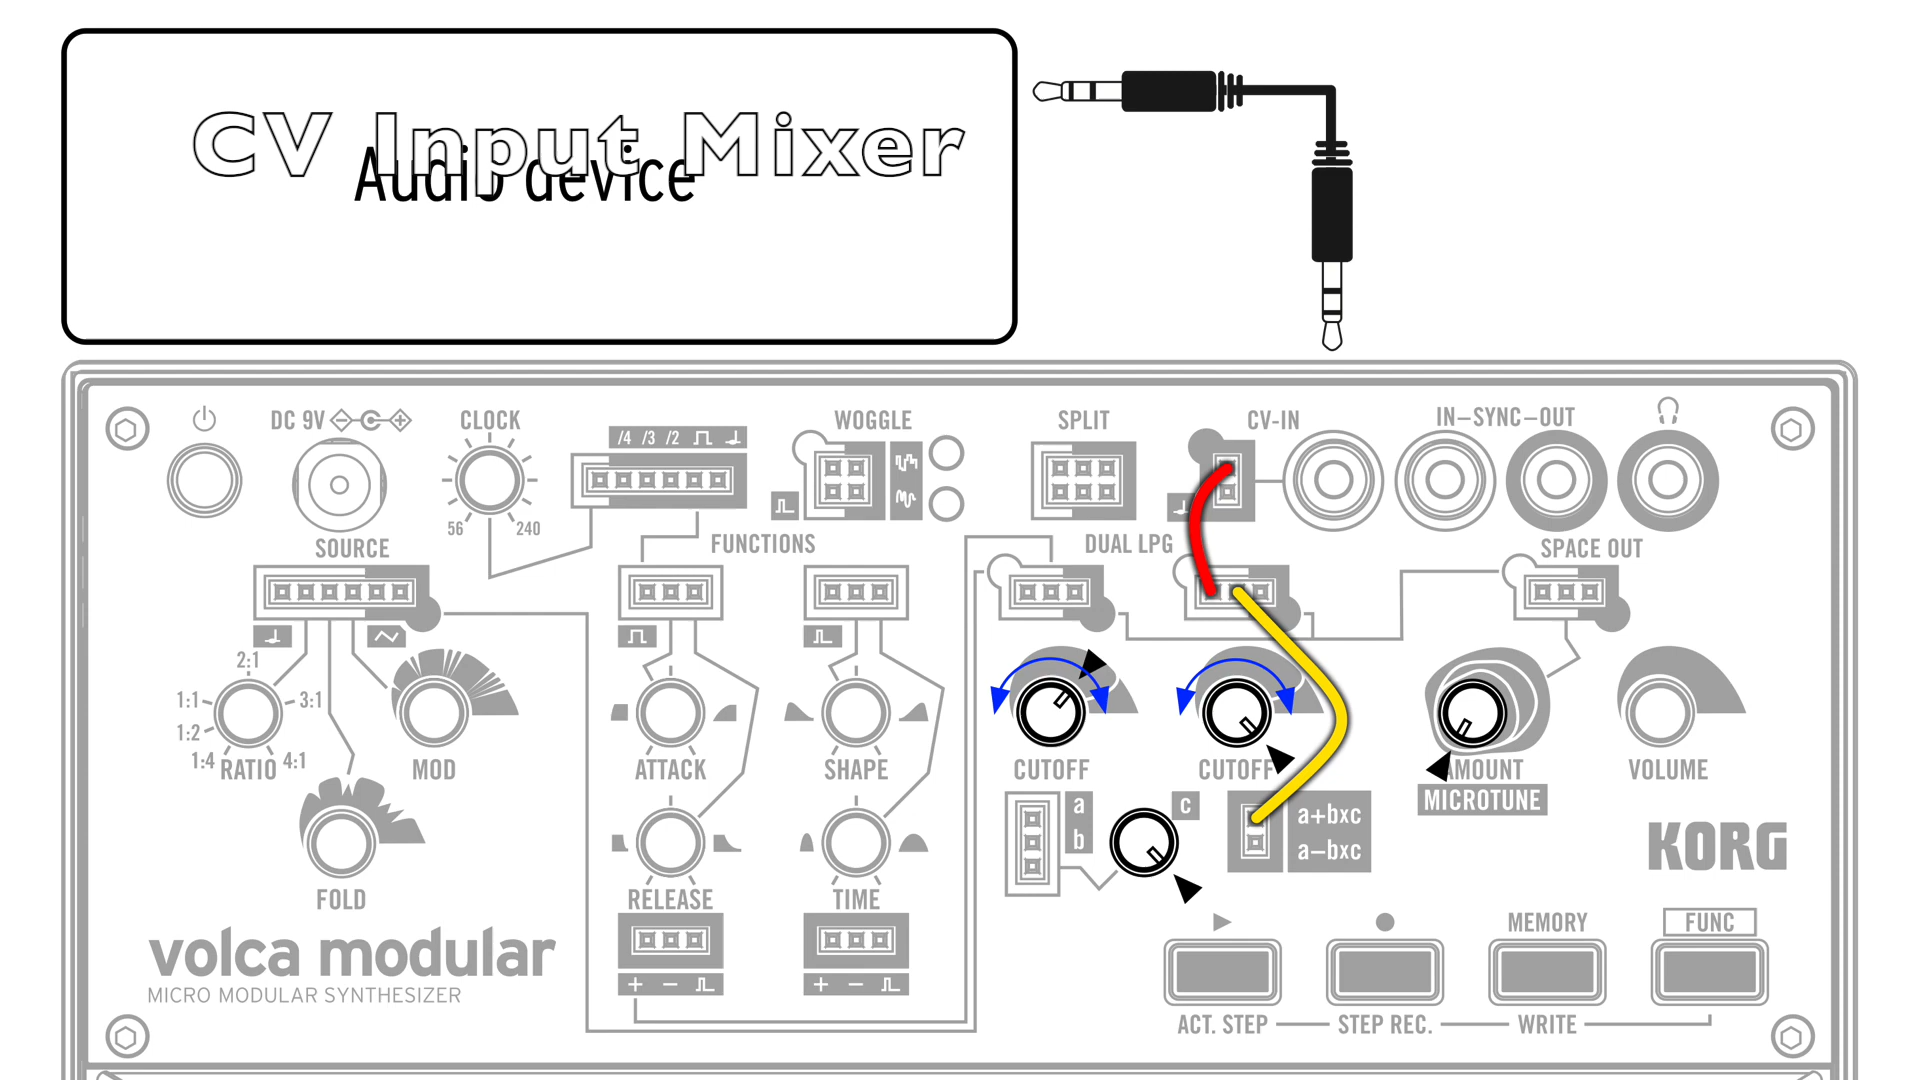 CV Input Mixer
Audio device
DC 9V
CLOCK
WOGGLE
SPLIT
CV-IN
IN-SYNC-OUT
/4 /3 /2
56
240
SOURCE
FUNCTIONS
DUAL LPG
SPACE OUT
2:1
1:1
3:1
1:2
1:4
RATIO
4:1
MOD
ATTACK
SHAPE
CUTOFF
CUTOFF
AMOUNT
MICROTUNE
VOLUME
a
b
c
a+bxc
a-bxc
KORG
FOLD
RELEASE
TIME
volca modular
MICRO MODULAR SYNTHESIZER
+ -
+ -
MEMORY
FUNC
ACT. STEP
STEP REC.
WRITE